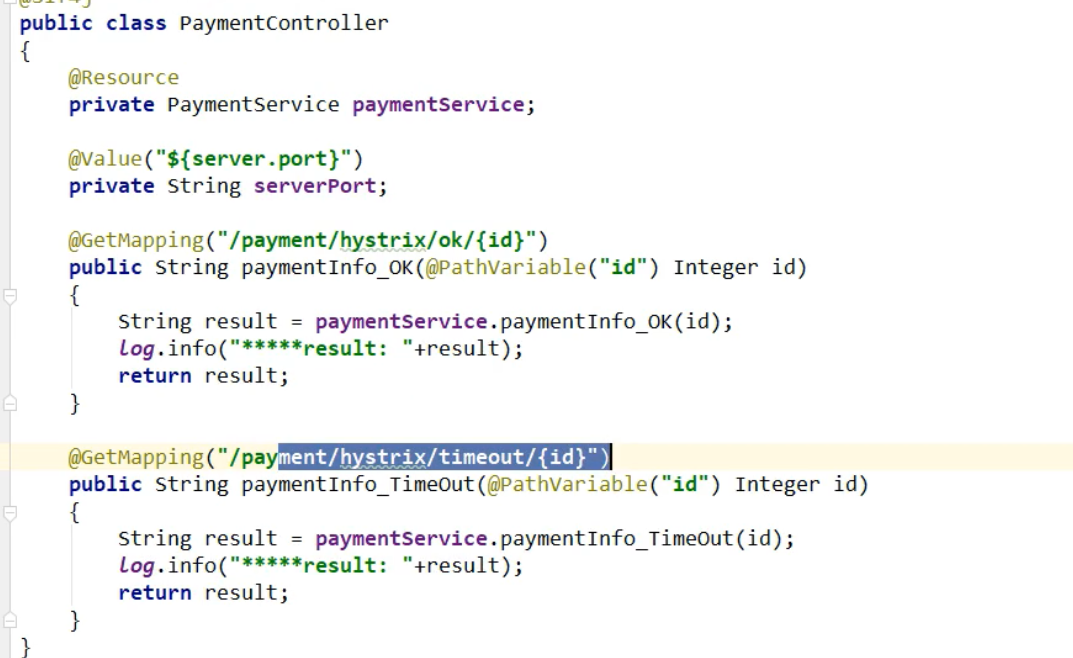 public class PaymentController
{
@Resource
private PaymentService paymentService;
@Value("${server.port}")
private String serverPort;
@GetMapping("/payment/hystrix/ok/{id}")
public String paymentInfo_OK(@PathVariable("id") Integer id)
{
String result = paymentService.paymentInfo_OK(id);
log.info("*****result: "+result);
return result;
}
@GetMapping("/payment/hystrix/timeout/{id}")
public String paymentInfo_TimeOut(@PathVariable("id") Integer id)
{
String result = paymentService.paymentInfo_TimeOut(id);
log.info("*****result: "+result);
return result;
}
}